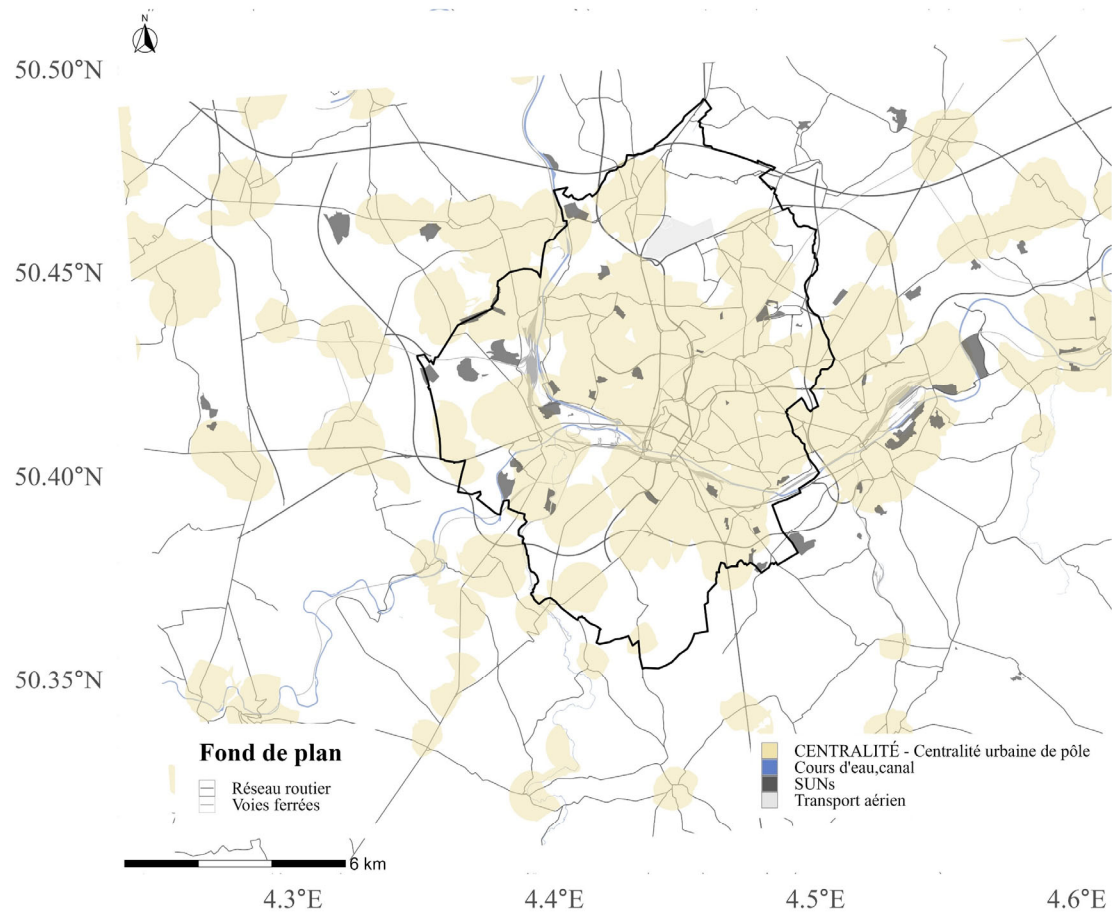 N
50.50°N
50.45°N
50.40°N
50.35°N
Fond de plan
Réseau routier
Voies ferrées
CENTRALITÉ - Centralité urbaine de pôle
Cours d'eau,canal
SUNs
Transport aérien
6 km
4.3°E
4.4°E
4.5°E
4.6°E